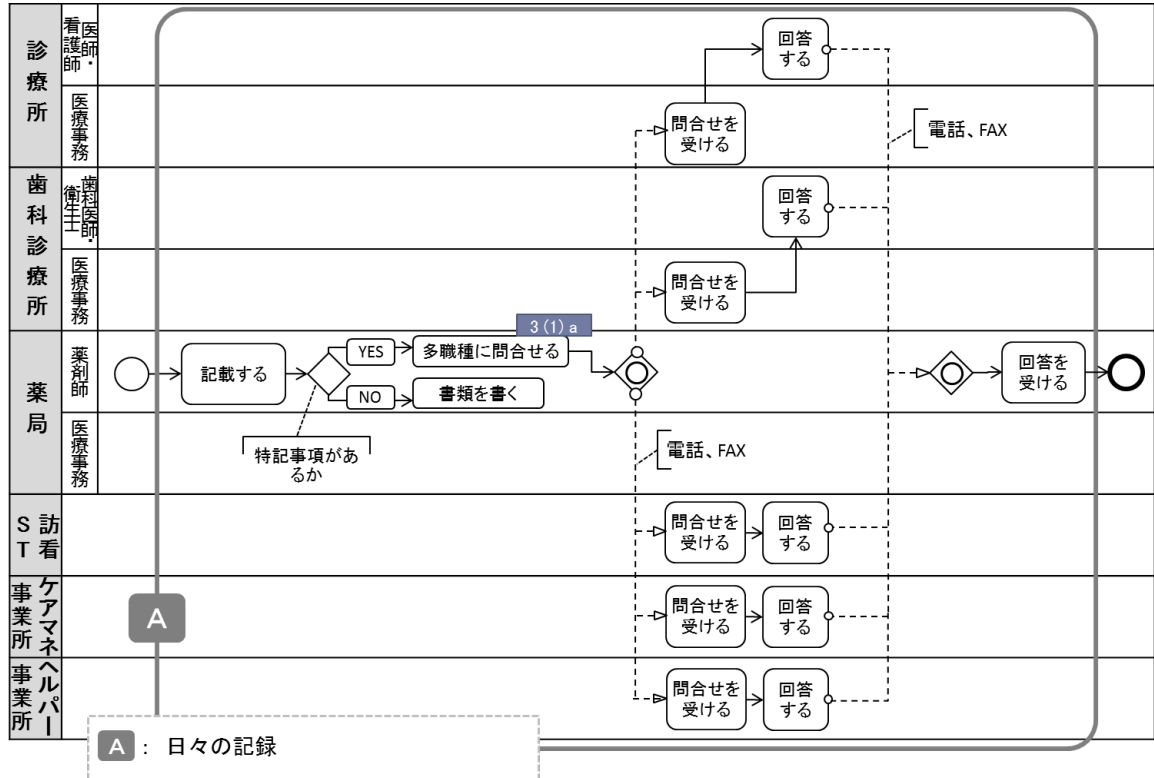 診療所
医師・
看護師
医療事務
回答
する
問合せを
受ける
電話、FAX
歯科診療所
歯科医師・
衛生士
医療事務
回答
する
問合せを
受ける
薬局
薬剤師
医療事務
記載する
YES
NO
3(1)a
多職種に問合せる
書類を書く
特記事項があ
るか
電話、FAX
回答を
受ける
訪看
ST
問合せを
受ける
回答
する
ケアマネ
事業所
問合せを
受ける
回答
する
ヘルパー
事業所
問合せを
受ける
回答
する
A
A : 日々の記録